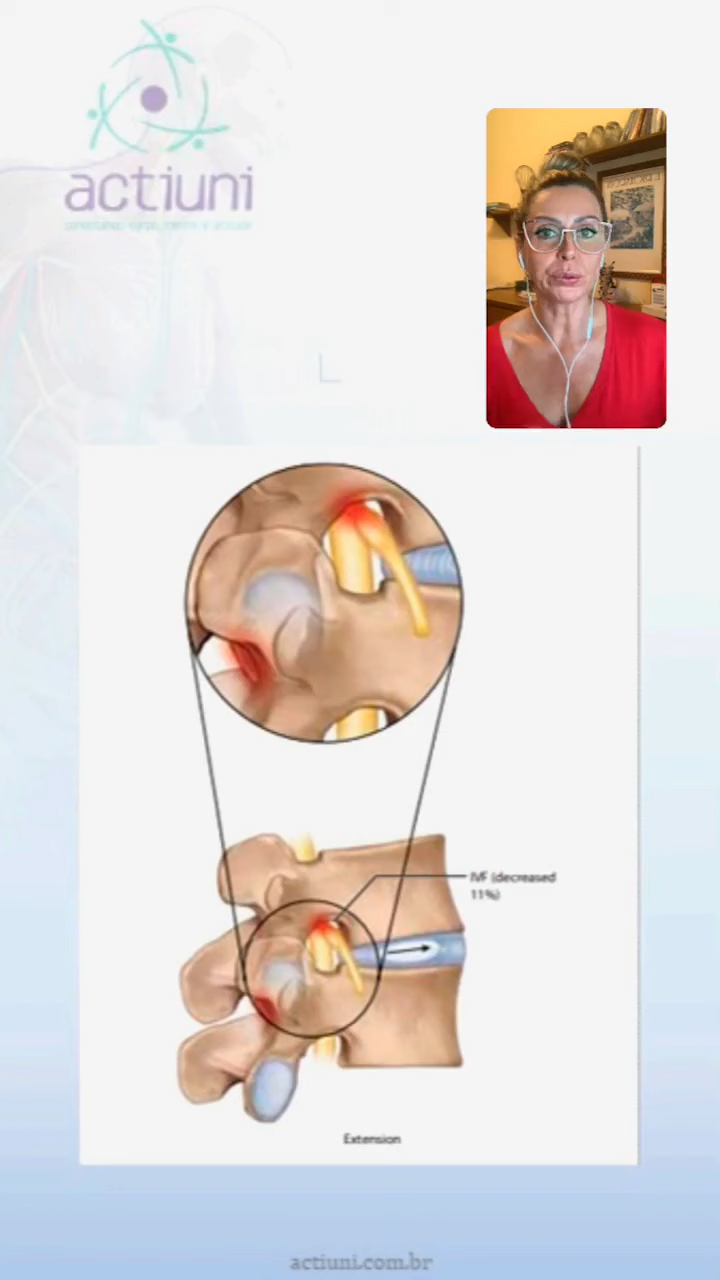 actiuni
L
IVF (decreased
11%)
Extension
actiuni.com.br